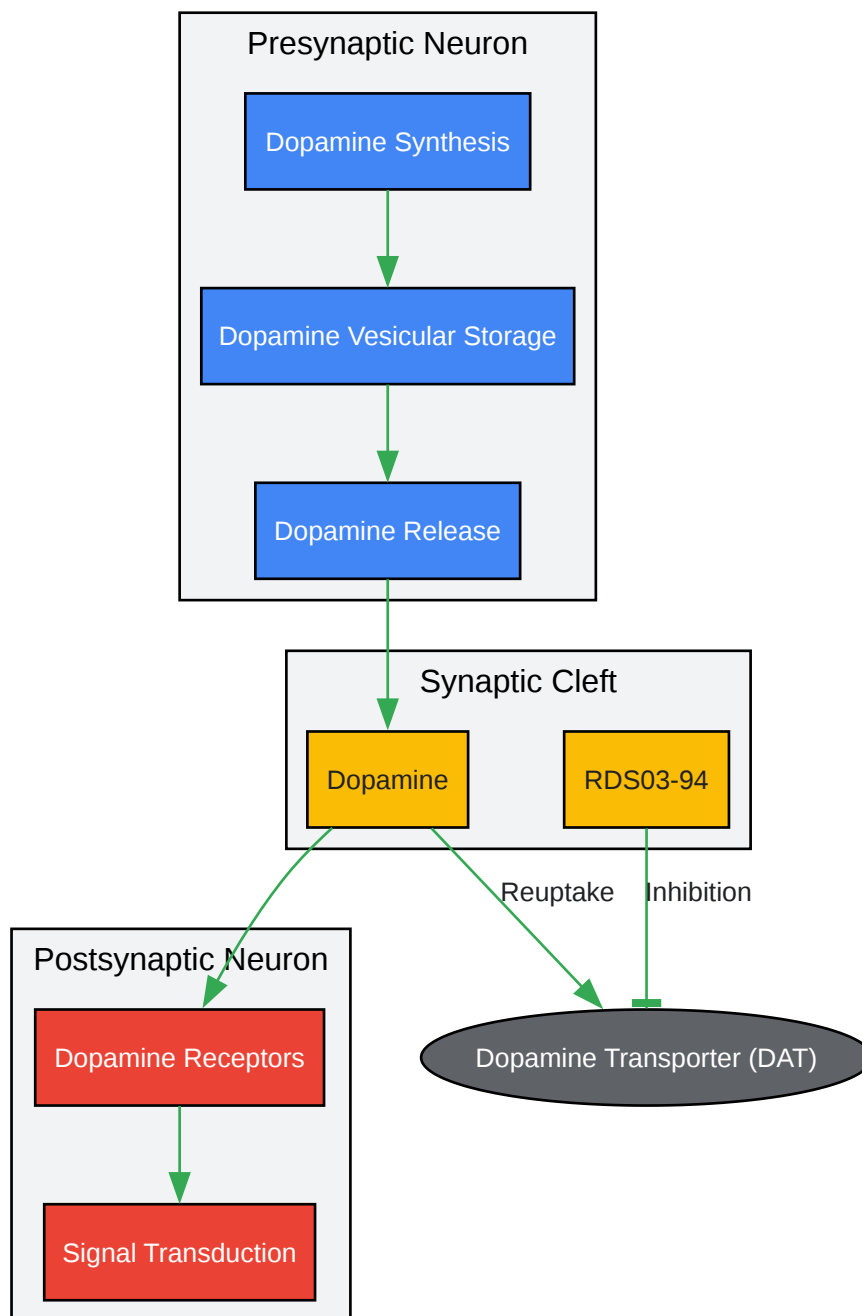 Presynaptic Neuron
Dopamine Synthesis
Dopamine Vesicular Storage
Dopamine Release
Synaptic Cleft
Dopamine
RDS03-94
Reuptake
Inhibition
Postsynaptic Neuron
Dopamine Receptors
Dopamine Transporter (DAT)
Signal Transduction